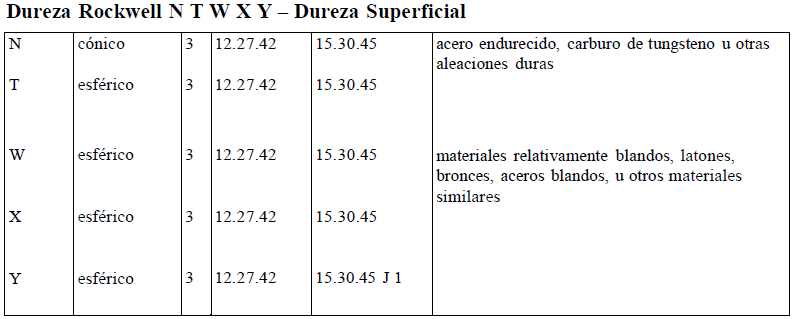 Dureza Rockwell N T W X Y – Dureza Superficial
N cónico 3 12.27.42 15.30.45 acero endurecido, carburo de tungsteno u otras
aleaciones duras
T esférico 3 12.27.42 15.30.45
W esférico 3 12.27.42 15.30.45 materiales relativamente blandos, latones,
bronces, aceros blandos, u otros materiales
similares
X esférico 3 12.27.42 15.30.45
Y esférico 3 12.27.42 15.30.45 J 1